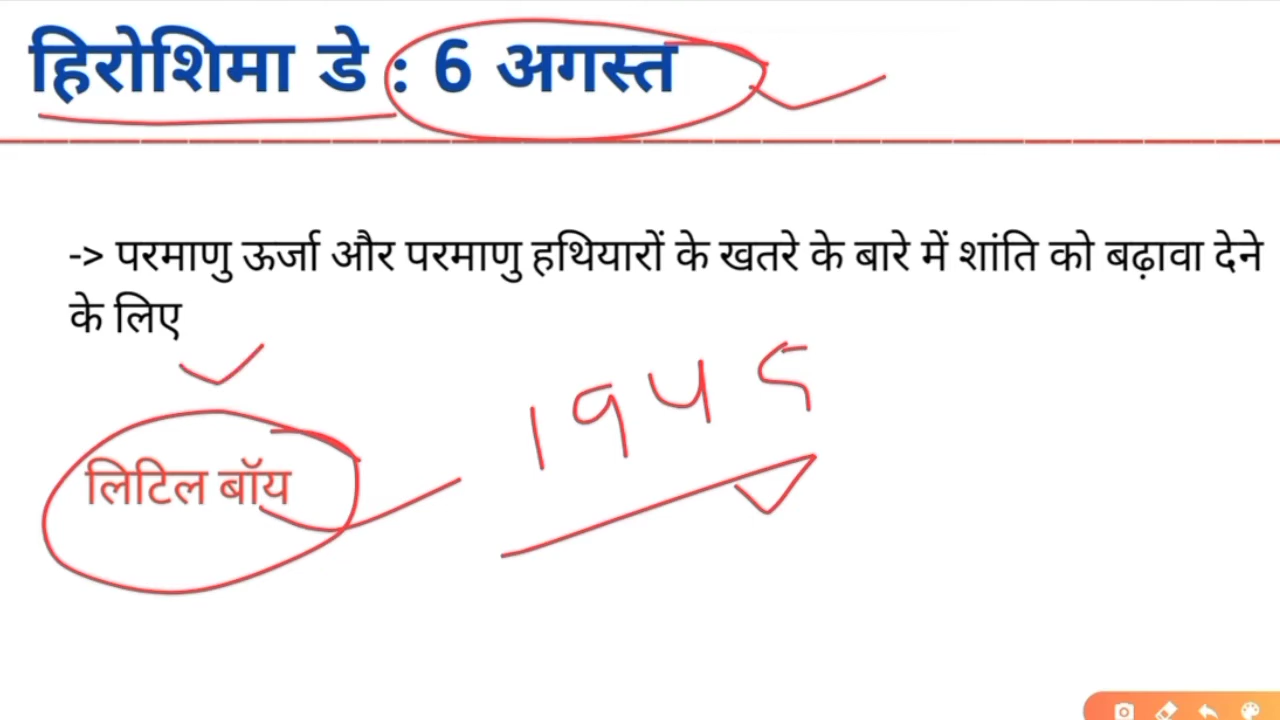 हिरोशिमा डे : 6 अगस्त
-> परमाणु ऊर्जा और परमाणु हथियारों के खतरे के बारे में शांति को बढ़ावा देने
के लिए
1945
लिटिल बॉय